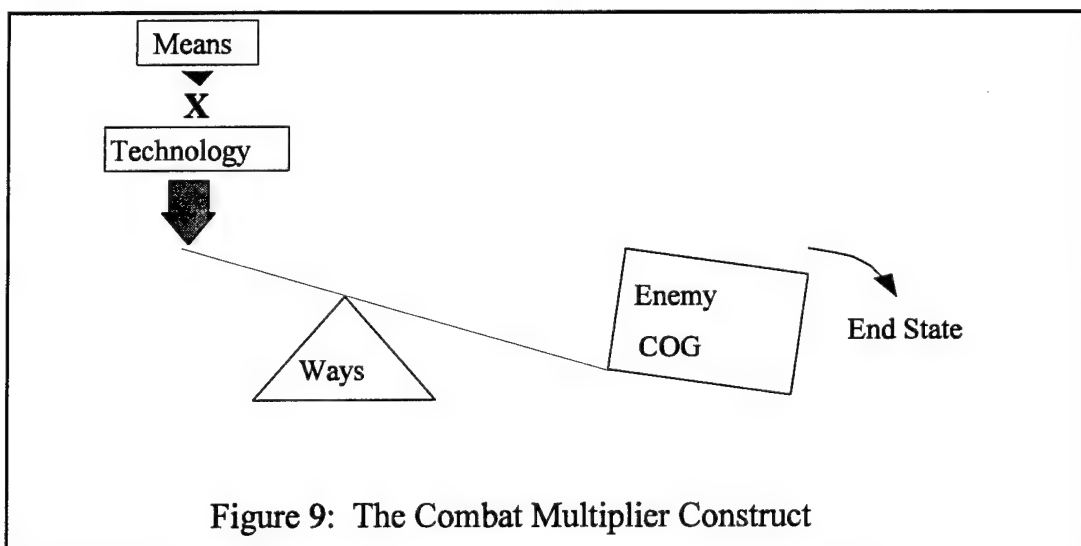 Means
X
Technology
Enemy
COG
End State
Ways
Figure 9: The Combat Multiplier Construct